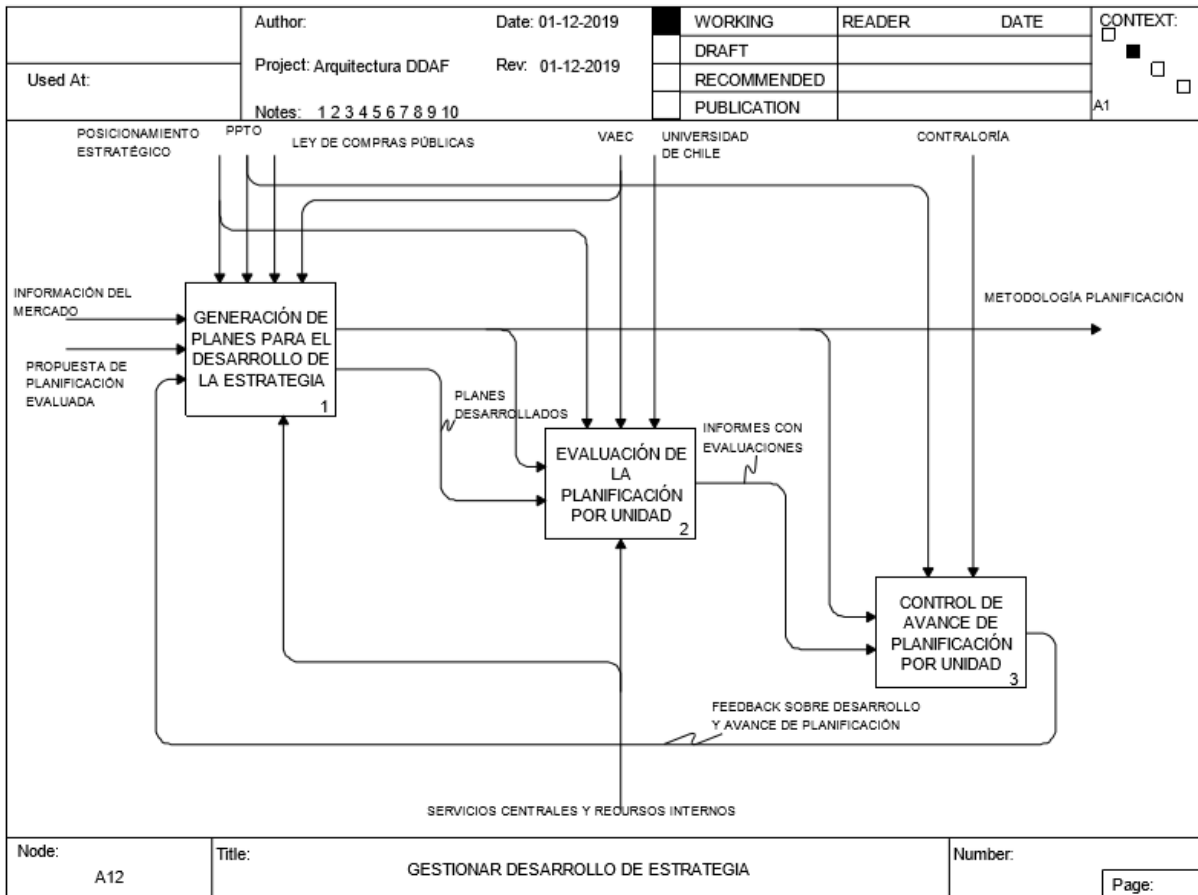 Used At:
Author:
Date: 01-12-2019
Project: Arquitectura DDAF
Rev: 01-12-2019
Notes: 1 2 3 4 5 6 7 8 9 10
WORKING
DRAFT
RECOMMENDED
PUBLICATION
READER
DATE
CONTEXT:
A1
POSICIONAMIENTO
ESTRATÉGICO
PPTO
LEY DE COMPRAS PÚBLICAS
VAEC
UNIVERSIDAD
DE CHILE
CONTRALORÍA
INFORMACIÓN DEL
MERCADO
PROPUESTA DE
PLANIFICACIÓN
EVALUADA
GENERACIÓN DE
PLANES PARA EL
DESARROLLO DE
LA ESTRATEGIA
1
METODOLOGÍA PLANIFICACIÓN
PLANES
DESARROLLADOS
EVALUACIÓN DE
LA
PLANIFICACIÓN
POR UNIDAD
2
INFORMES CON
EVALUACIONES
CONTROL DE
AVANCE DE
PLANIFICACIÓN
POR UNIDAD
3
FEEDBACK SOBRE DESARROLLO
Y AVANCE DE PLANIFICACIÓN
SERVICIOS CENTRALES Y RECURSOS INTERNOS
Node:
A12
Title:
GESTIONAR DESARROLLO DE ESTRATEGIA
Number:
Page: